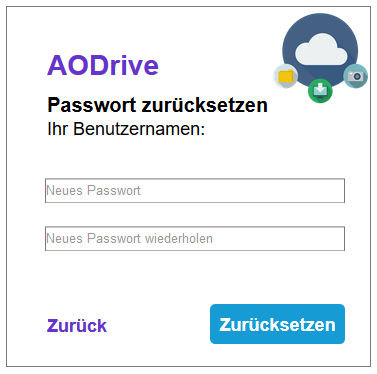 AODrive
Passwort zurücksetzen
Ihr Benutzernamen:
Neues Passwort
Neues Passwort wiederholen
Zurück
Zurücksetzen